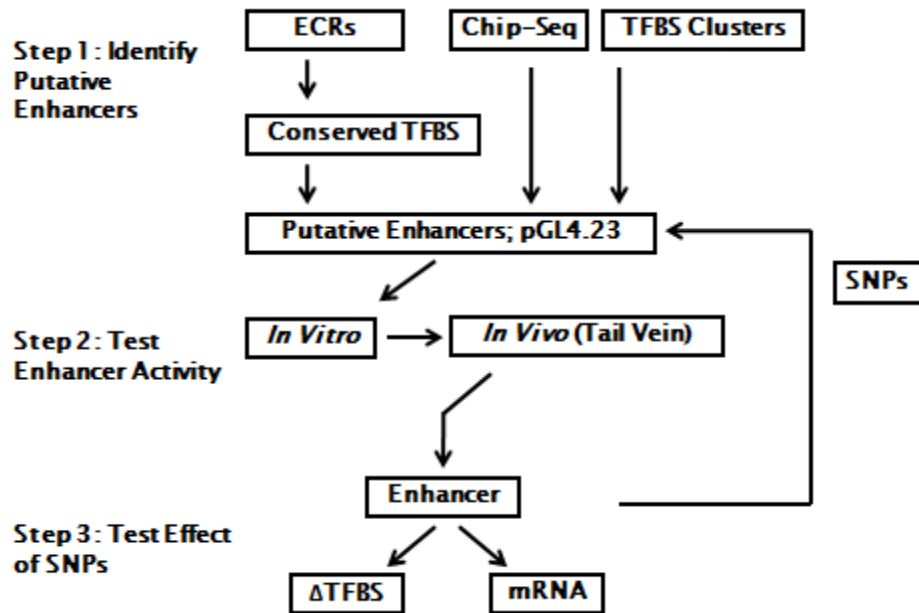 ECRs
Chip-Seq
TFBS Clusters
Step 1: Identify
Putative
Enhancers
Conserved TFBS
Putative Enhancers; pGL4.23
SNPs
Step 2: Test
Enhancer Activity
In Vitro
In Vivo (Tail Vein)
Enhancer
Step 3: Test Effect
of SNPs
ΔTFBS
mRNA